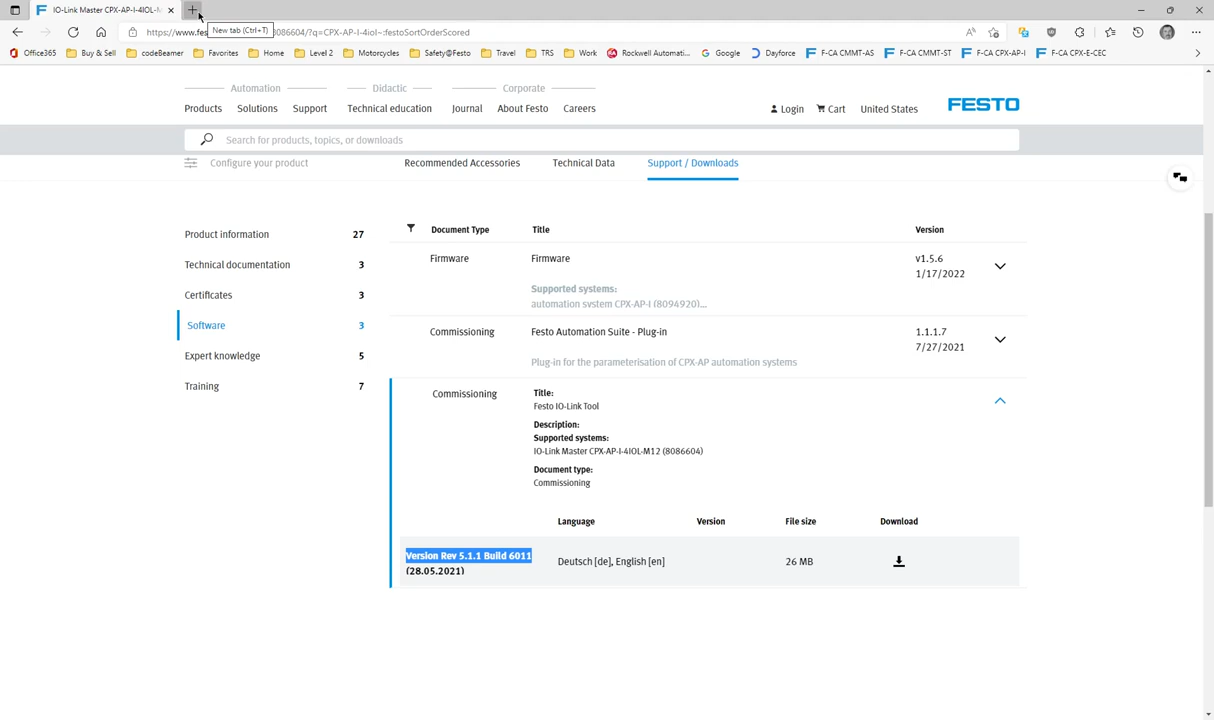 IO-Link Master CPX-AP-I-4IOL-M
New tab (Ctrl+T)
https://www.fes
8086604/?q=CPX-AP-I-4iol~:festoSortOrderScored
Office365 Buy & Sell codeBeamer Favorites Home Level 2 Motorcycles Safety@Festo Travel TRS Work Rockwell Automati... Google Dayforce F-CA CMMT-AS F-CA CMMT-ST F-CA CPX-AP-I F-CA CPX-E-CEC
Automation Didactic Corporate
Products Solutions Support Technical education Journal About Festo Careers Login Cart United States FESTO
Search for products, topics, or downloads
Configure your product Recommended Accessories Technical Data Support / Downloads
Product information 27
Technical documentation 3
Certificates 3
Software 3
Expert knowledge 5
Training 7
Document Type Title Version
Firmware Firmware v1.5.6
1/17/2022
Supported systems:
automation system CPX-AP-I (8094920)...
Commissioning Festo Automation Suite - Plug-in 1.1.1.7
7/27/2021
Plug-in for the parameterisation of CPX-AP automation systems
Commissioning Title:
Festo IO-Link Tool
Description:
Supported systems:
IO-Link Master CPX-AP-I-4IOL-M12 (8086604)
Document type:
Commissioning
Language Version File size Download
Version Rev 5.1.1 Build 6011
(28.05.2021)
Deutsch [de], English [en] 26 MB